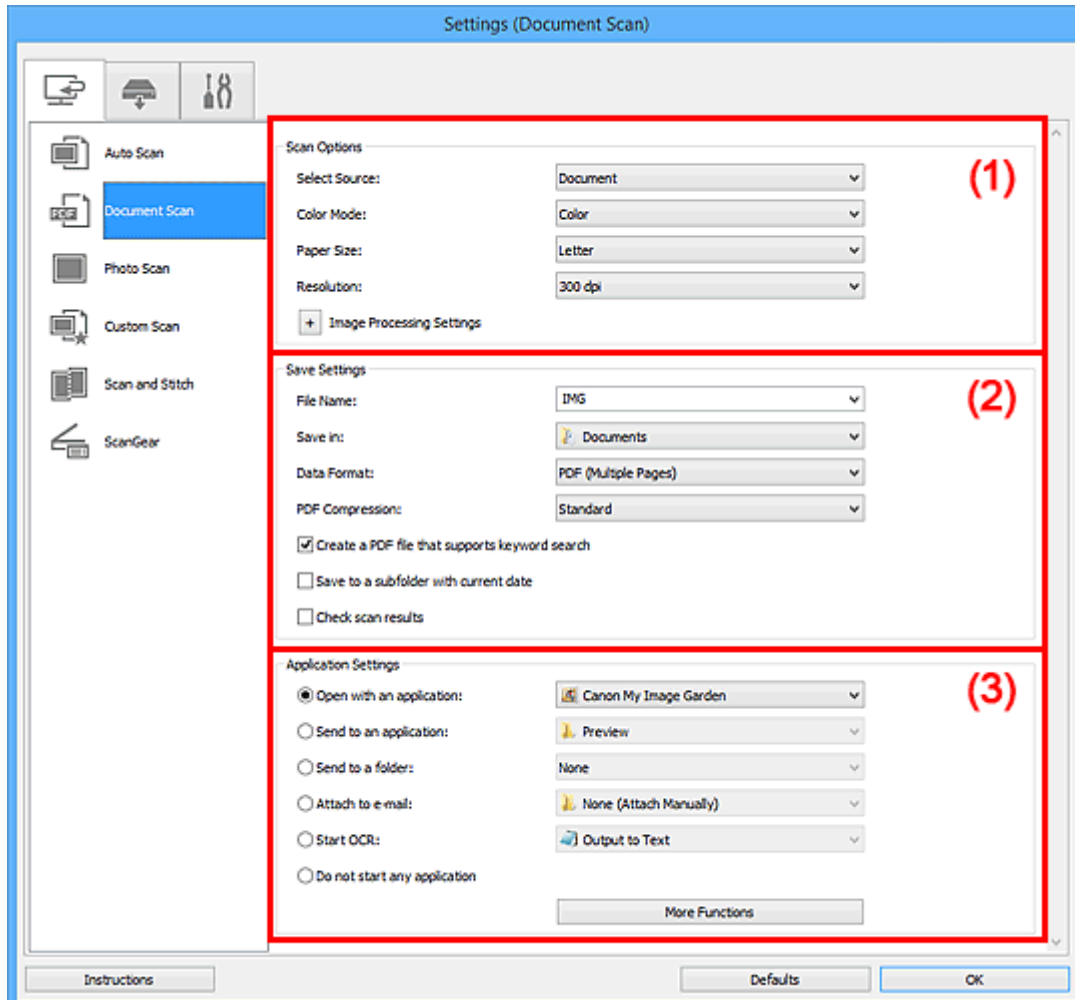 Settings (Document Scan)
Auto Scan
PDF
Document Scan
Photo Scan
Custom Scan
Scan and Stitch
ScanGear
Scan Options
(1)
Select Source: Document
Color Mode: Color
Paper Size: Letter
Resolution: 300 dpi
+ Image Processing Settings
Save Settings
(2)
File Name: IMG
Save in: Documents
Data Format: PDF (Multiple Pages)
PDF Compression: Standard
Create a PDF file that supports keyword search
Save to a subfolder with current date
Check scan results
Application Settings
(3)
Open with an application: Canon My Image Garden
Send to an application: Preview
Send to a folder: None
Attach to e-mail: None (Attach Manually)
Start OCR: Output to Text
Do not start any application
More Functions
Instructions Defaults OK